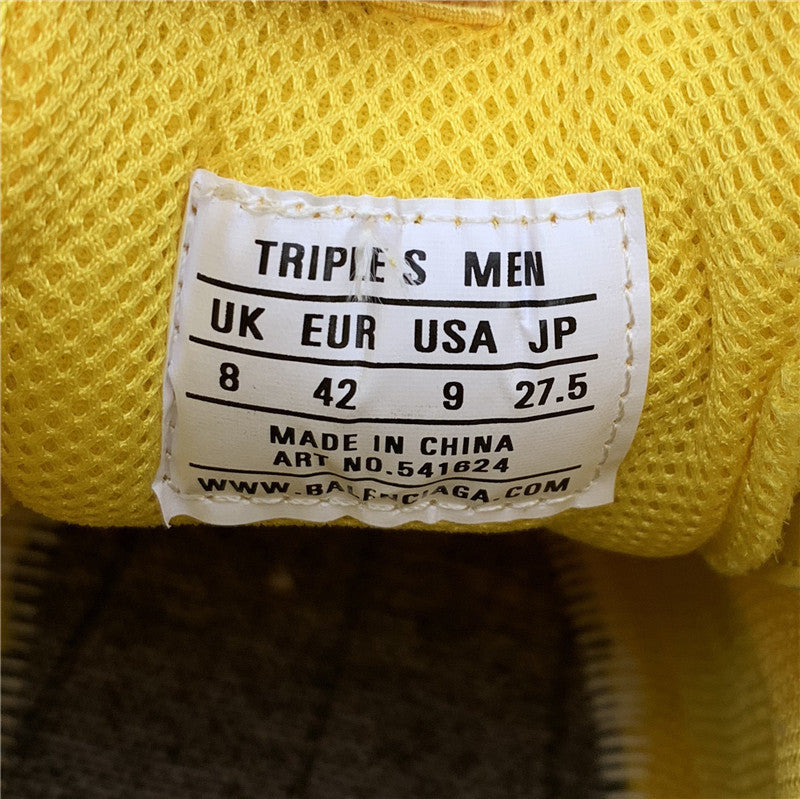 TRIPLE S MEN
UK EUR USA JP
8 42 9 27.5
MADE IN CHINA
ART NO.541624
WWW.BALENCIAGA.COM